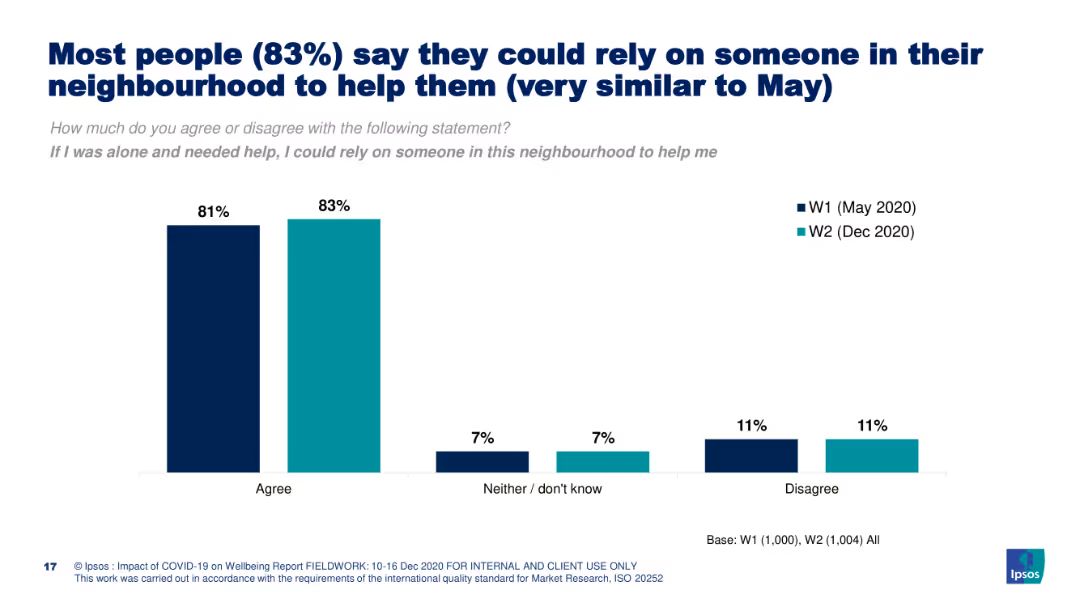 Most people (83%) say they could rely on someone in their
neighbourhood to help them (very similar to May)
How much do you agree or disagree with the following statement?
If I was alone and needed help, I could rely on someone in this neighbourhood to help me
81%
83%
7%
7%
11%
11%
W1 (May 2020)
W2 (Dec 2020)
Agree
Neither / don't know
Disagree
Base: W1 (1,000), W2 (1,004) All
17
© Ipsos : Impact of COVID-19 on Wellbeing Report FIELDWORK: 10-16 Dec 2020 FOR INTERNAL AND CLIENT USE ONLY
This work was carried out in accordance with the requirements of the international quality standard for Market Research, ISO 20252
Ipsos